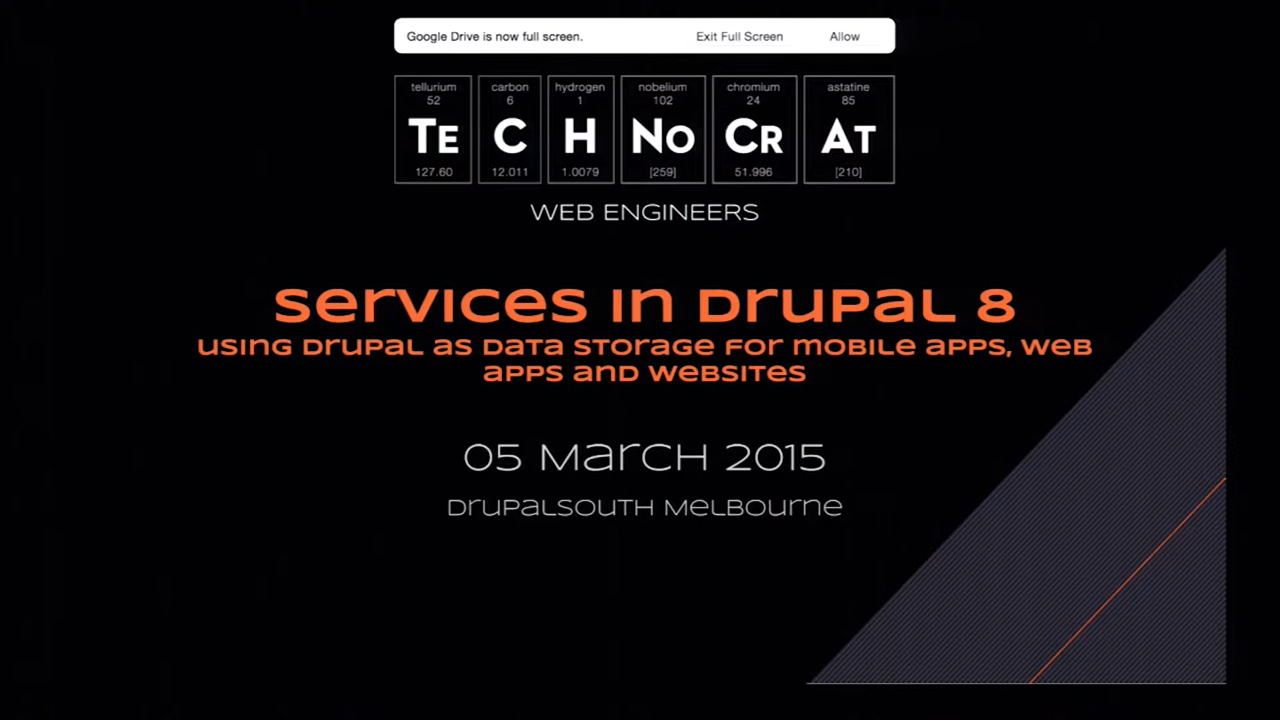 Google Drive is now full screen. Exit Full Screen Allow
tellurium carbon hydrogen nobelium chromium astatine
52 6 1 102 24 85
Te C H No Cr At
127.60 12.011 1.0079 [259] 51.996 [210]
WEB ENGINEERS
Services in Drupal 8
Using Drupal as data storage for mobile apps, web
apps and websites
05 March 2015
DrupalSouth Melbourne